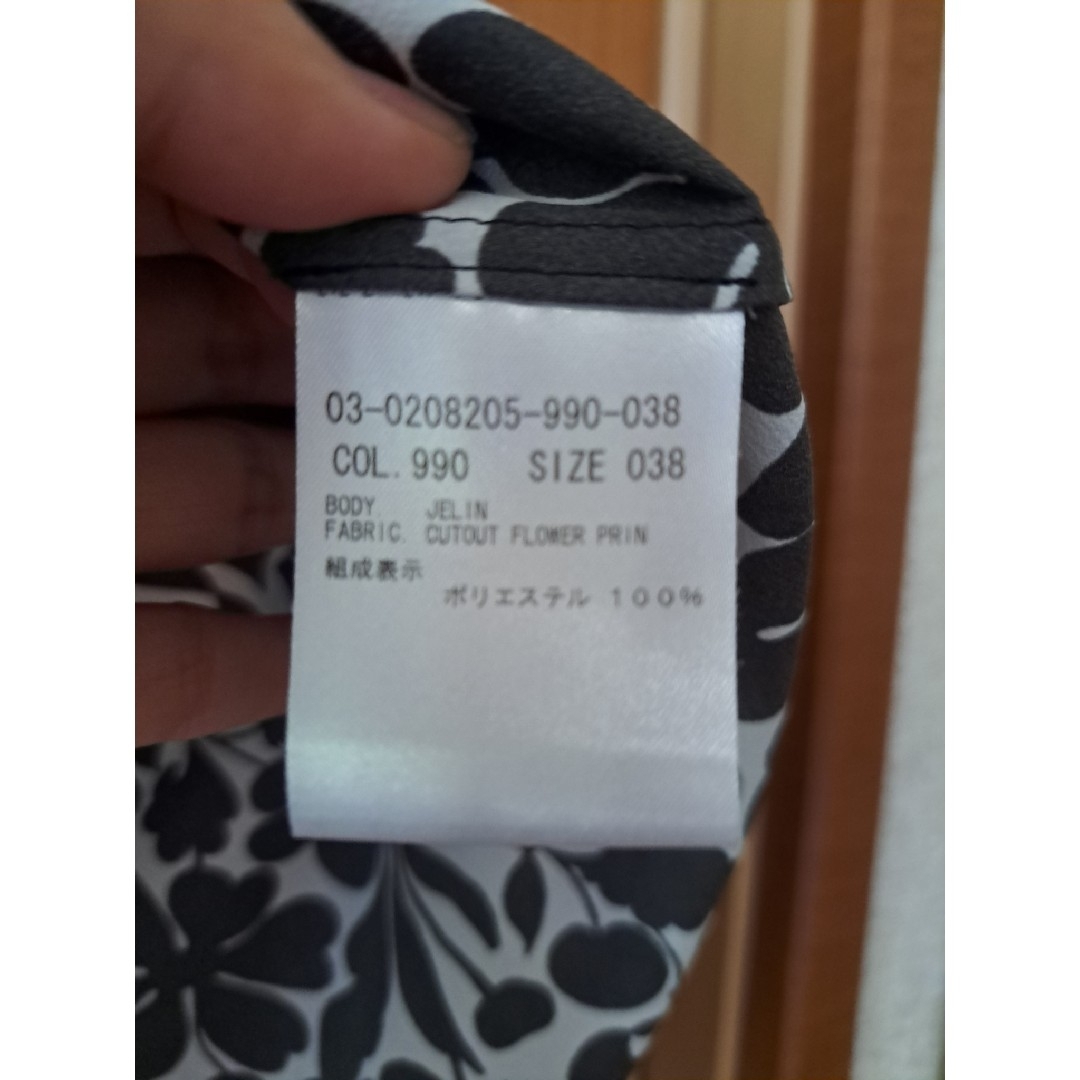 03-0208205-990-038
COL. 990 SIZE 038
BODY. JELIN
FABRIC. CUTOUT FLOWER PRIN
組成表示
ポリエステル 100%